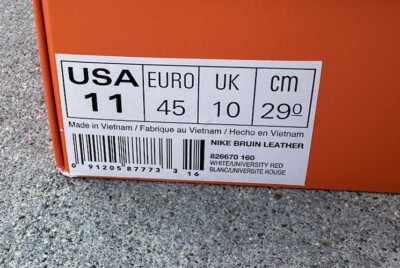 USA EURO UK cm
11 45 10 29⁰
Made in Vietnam / Fabrique au Vietnam / Hecho en Vietnam
NIKE BRUIN LEATHER
826670 160
WHITE/UNIVERSITY RED
BLANC/UNIVERSITE ROUGE
0 91205 87773 3 16